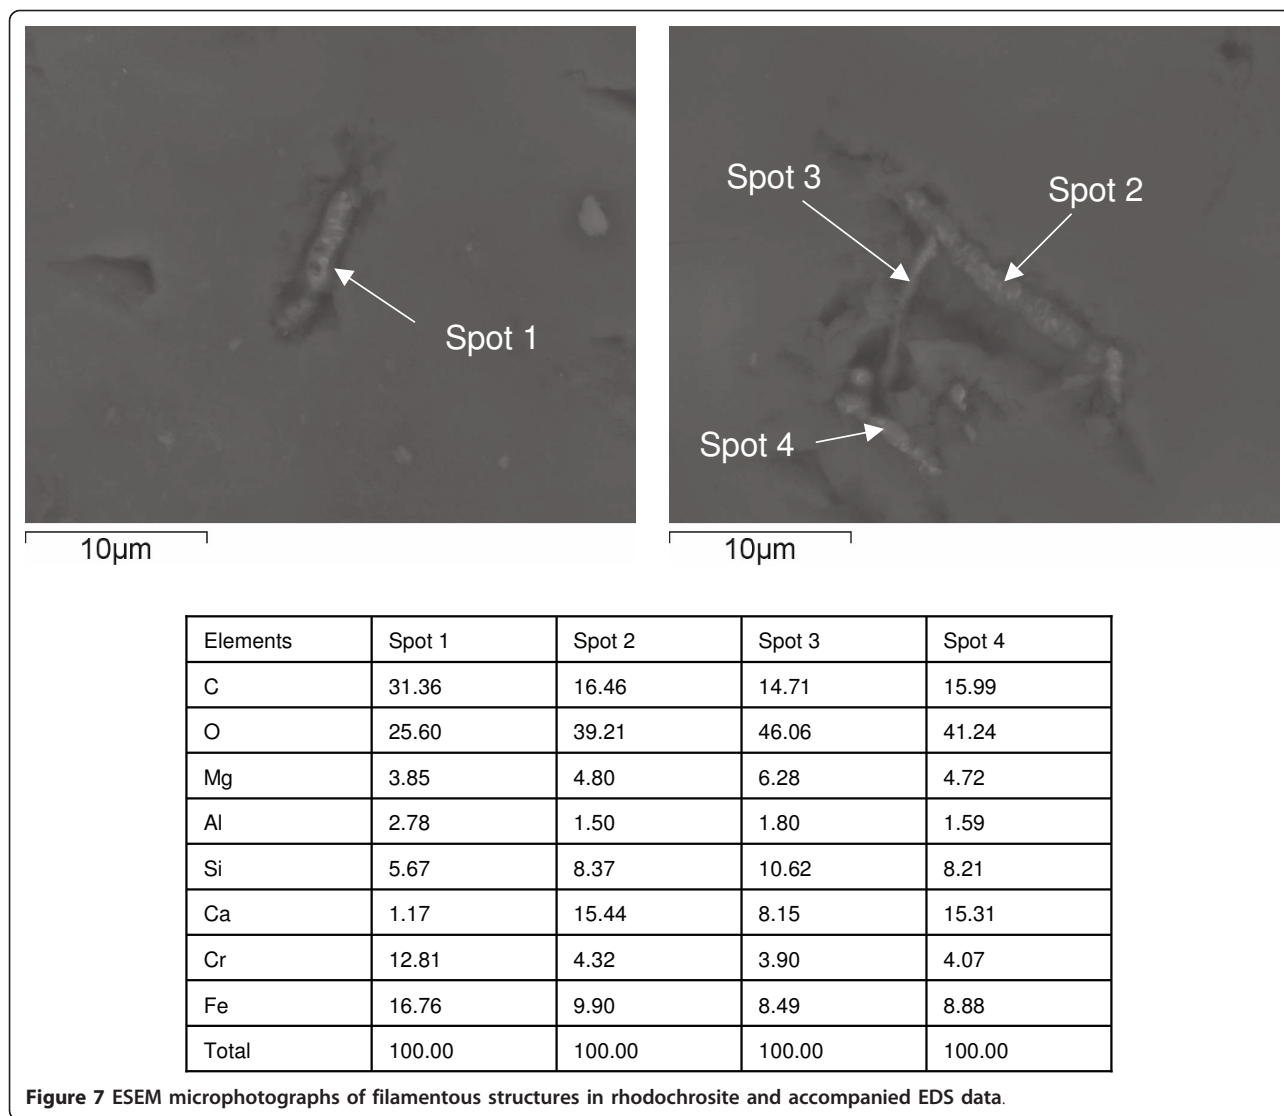 Spot 1
10µm
Spot 3
Spot 2
Spot 4
10µm
Elements Spot 1 Spot 2 Spot 3 Spot 4
C 31.36 16.46 14.71 15.99
O 25.60 39.21 46.06 41.24
Mg 3.85 4.80 6.28 4.72
Al 2.78 1.50 1.80 1.59
Si 5.67 8.37 10.62 8.21
Ca 1.17 15.44 8.15 15.31
Cr 12.81 4.32 3.90 4.07
Fe 16.76 9.90 8.49 8.88
Total 100.00 100.00 100.00 100.00
Figure 7 ESEM microphotographs of filamentous structures in rhodochrosite and accompanied EDS data.